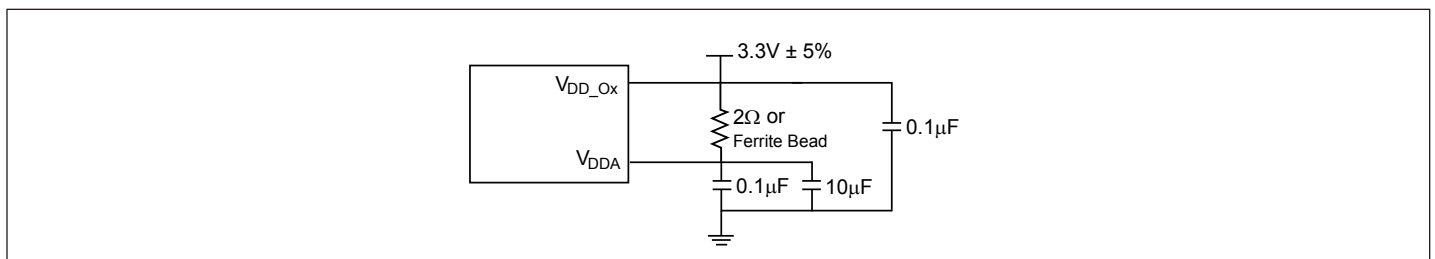 3.3V ± 5%
VDD_Ox
2Ω or
Ferrite Bead
0.1μF
VDDA
0.1μF
10μF